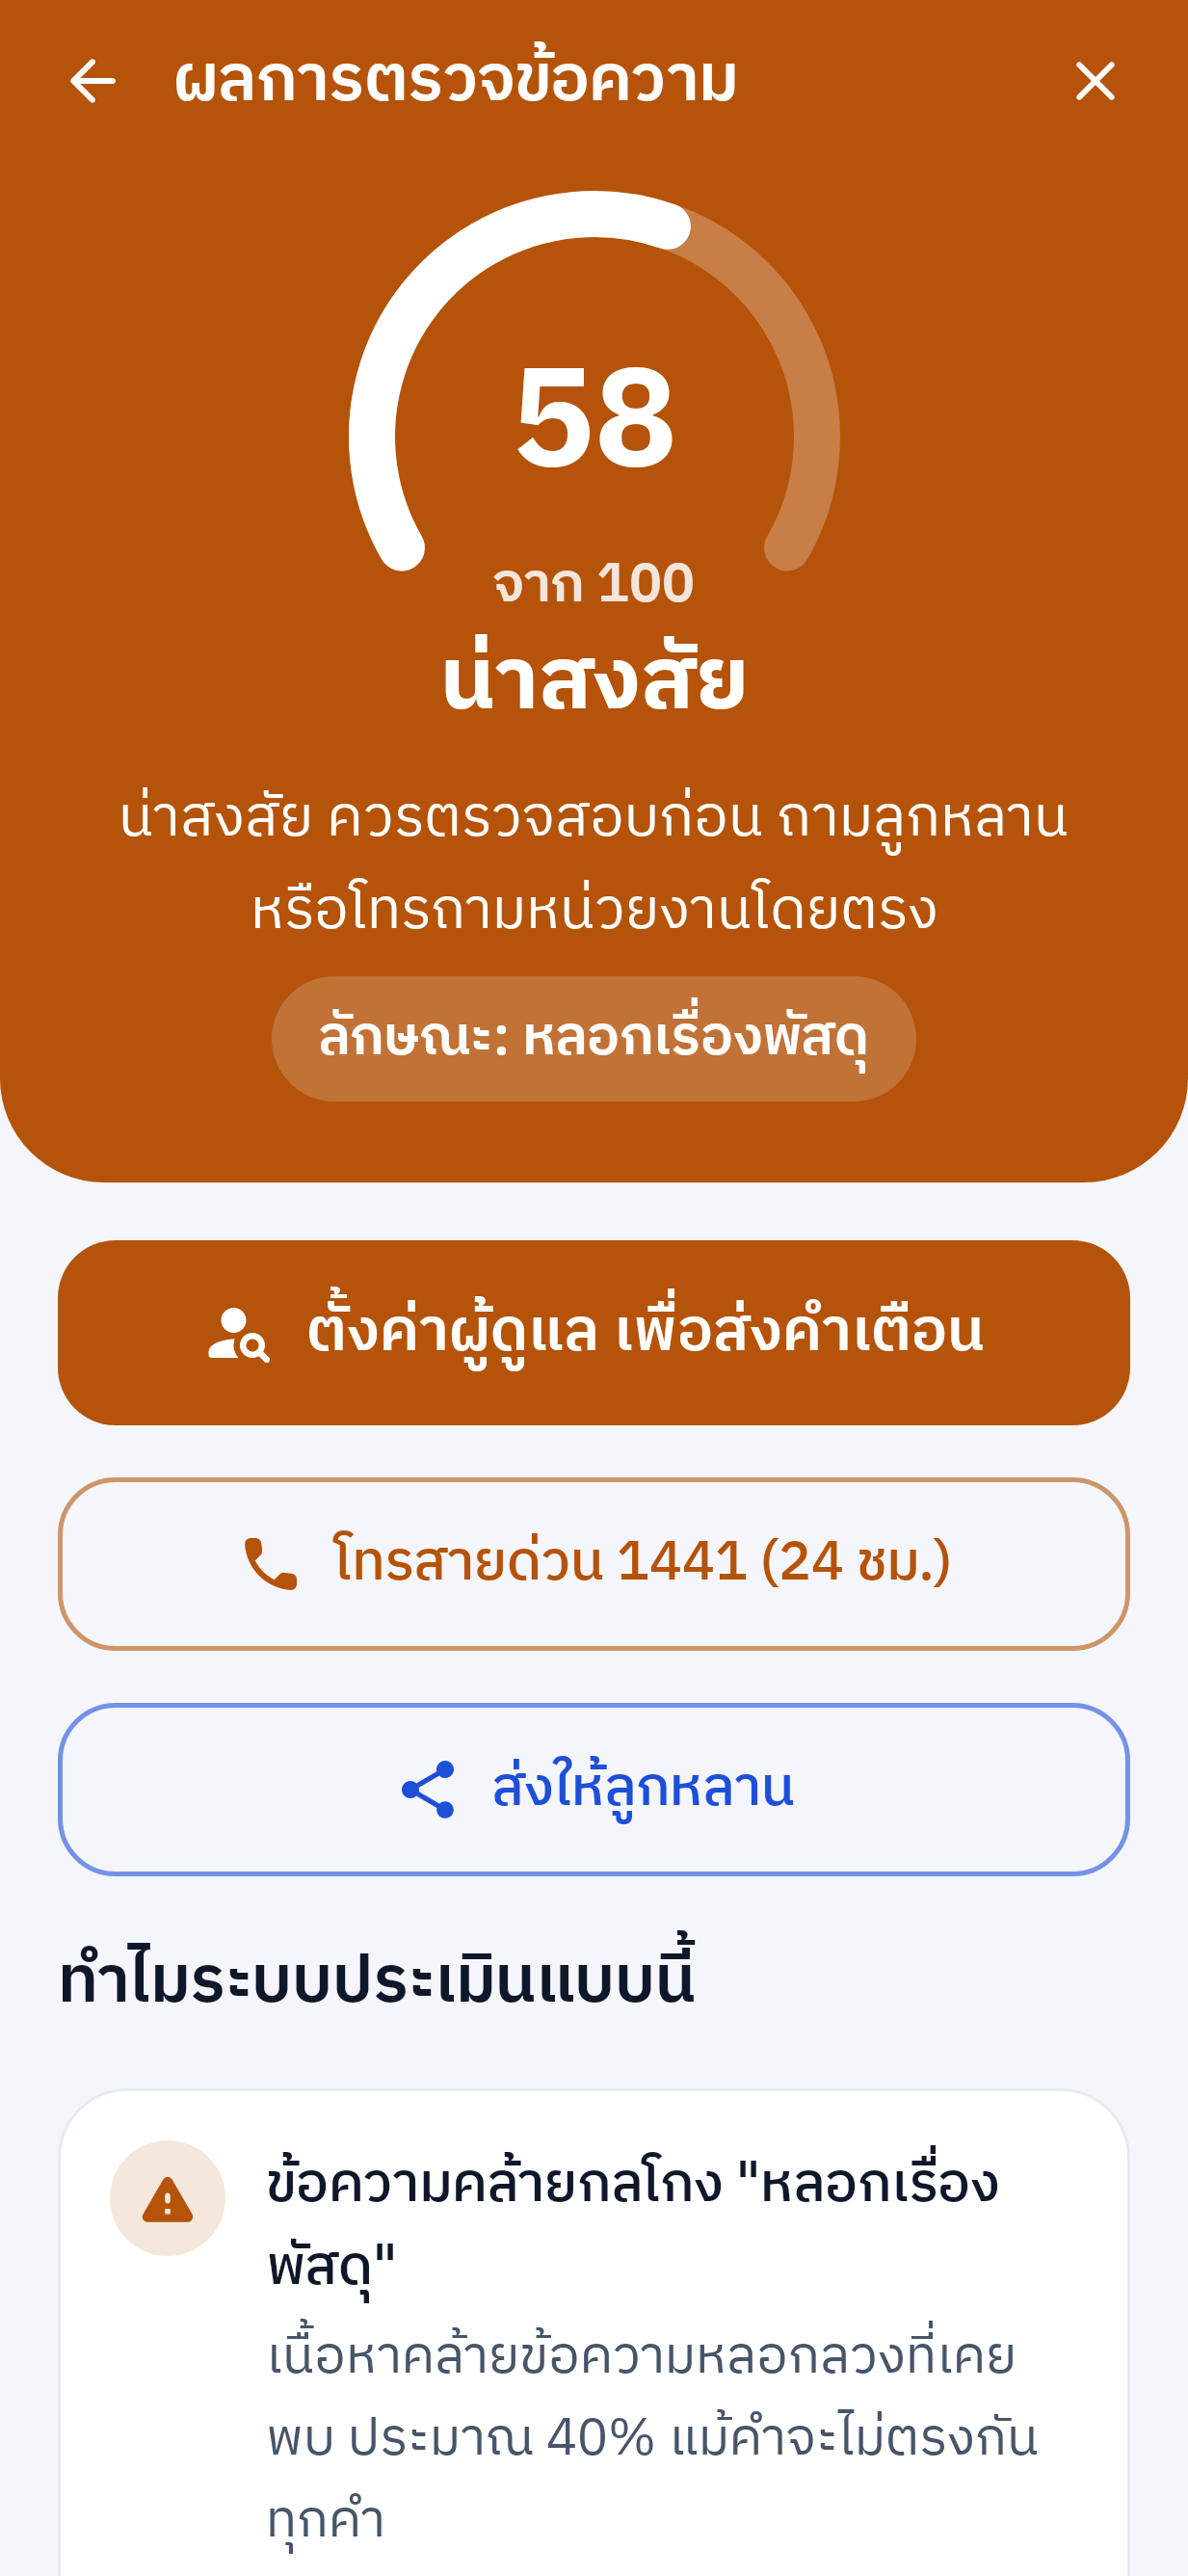 ผลการตรวจข้อความ
58
จาก 100
น่าสงสัย
น่าสงสัย ควรตรวจสอบก่อน ถามลูกหลาน
หรือโทรถามหน่วยงานโดยตรง
ลักษณะ: หลอกเรื่องพัสดุ
ตั้งค่าผู้ดูแล เพื่อส่งคำเตือน
โทรสายด่วน 1441 (24 ชม.)
ส่งให้ลูกหลาน
ทำไมระบบประเมินแบบนี้
ข้อความคล้ายกลโกง "หลอกเรื่อง
พัสดุ"
เนื้อหาคล้ายข้อความหลอกลวงที่เคย
พบ ประมาณ 40% แม้คำจะไม่ตรงกัน
ทุกคำ